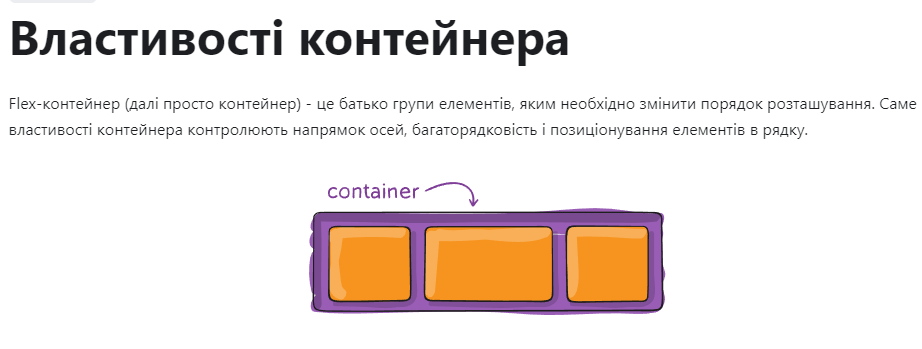 Властивості контейнера
Flex-контейнер (далі просто контейнер) - це батько групи елементів, яким необхідно змінити порядок розташування. Саме
властивості контейнера контролюють напрямок осей, багаторядковість і позиціонування елементів в рядку.
container